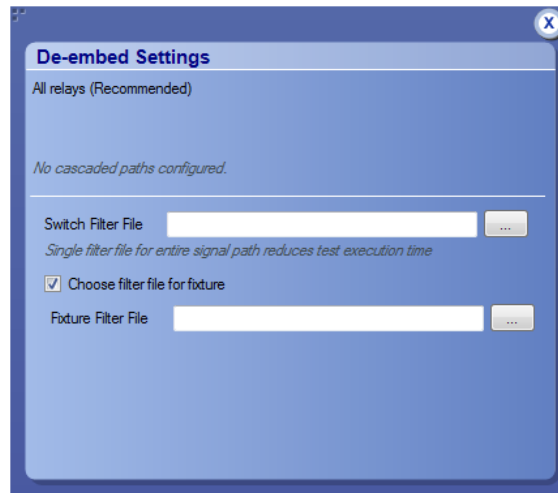 X
De-embed Settings
All relays (Recommended)
No cascaded paths configured.
Switch Filter File
...
Single filter file for entire signal path reduces test execution time
Choose filter file for fixture
Fixture Filter File
...